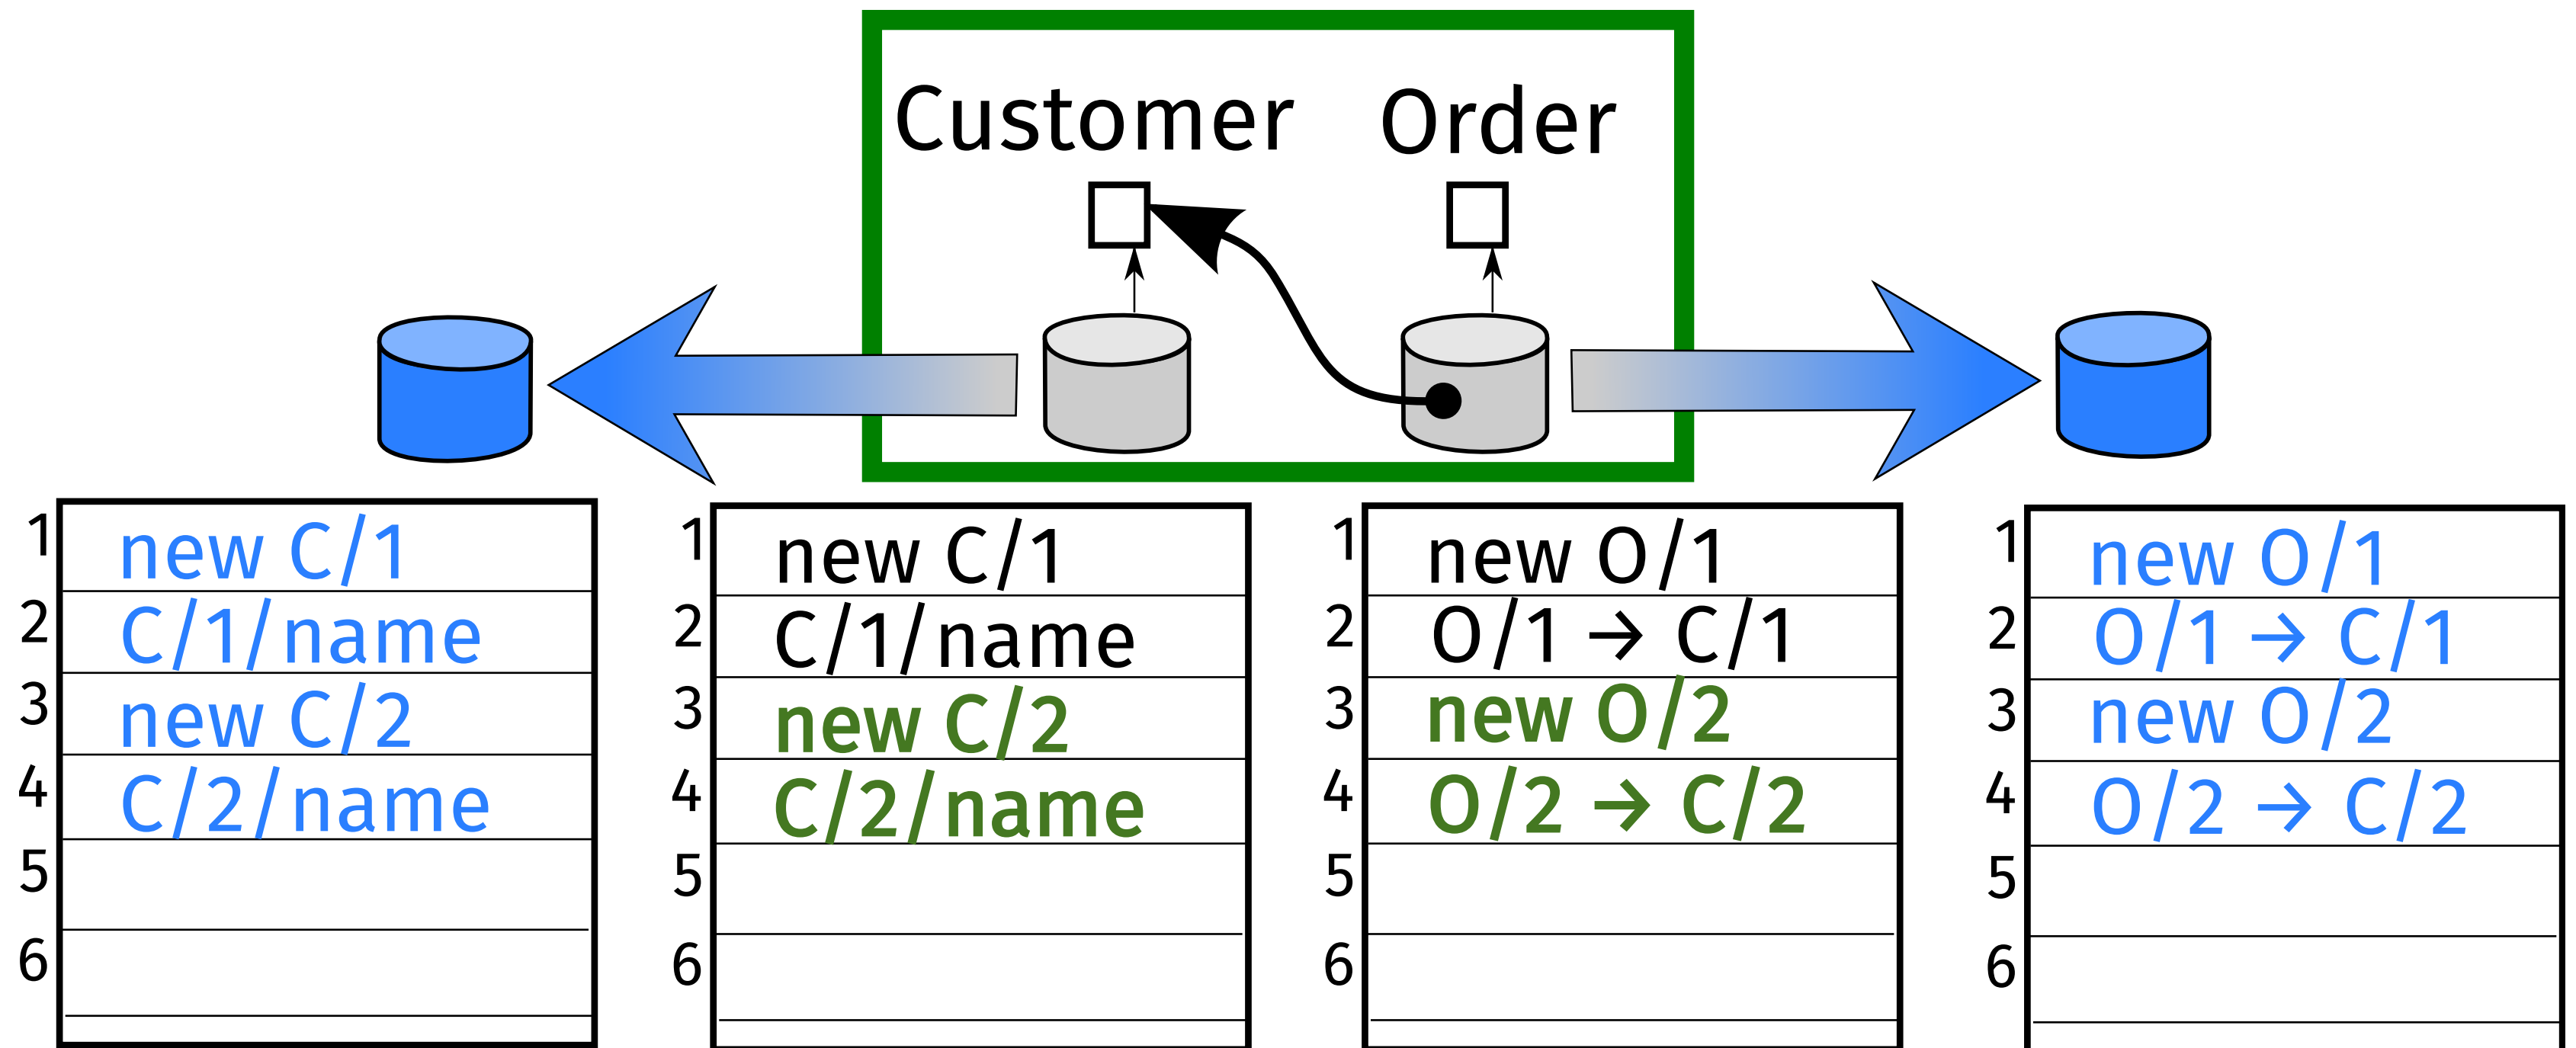 Customer
Order
1 new C/1
2 C/1/name
3 new C/2
4 C/2/name
5
6
1 new C/1
2 C/1/name
3 new C/2
4 C/2/name
5
6
1 new O/1
2 O/1 → C/1
3 new O/2
4 O/2 → C/2
5
6
1 new O/1
2 O/1 → C/1
3 new O/2
4 O/2 → C/2
5
6